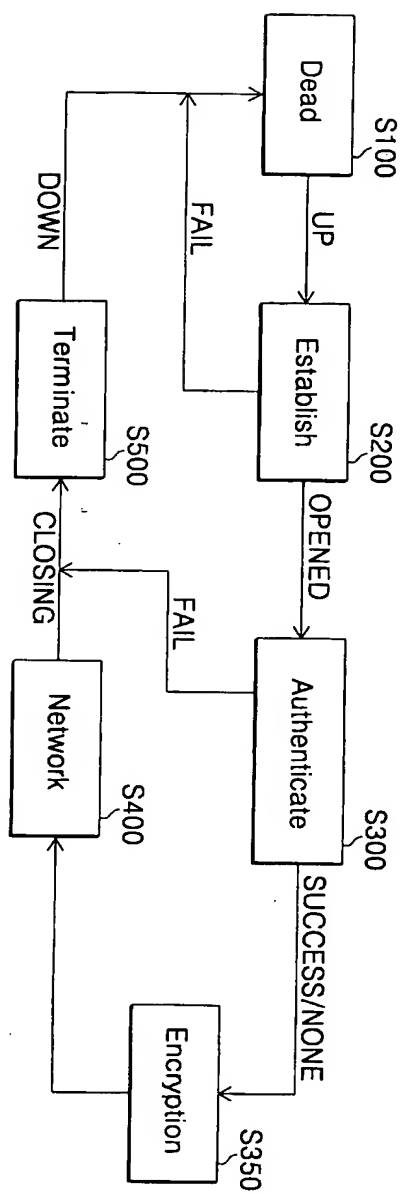 S100
Dead
UP
S200
Establish
OPENED
S300
Authenticate
SUCCESS/NONE
S350
Encryption
FAIL
FAIL
DOWN
S500
Terminate
CLOSING
S400
Network